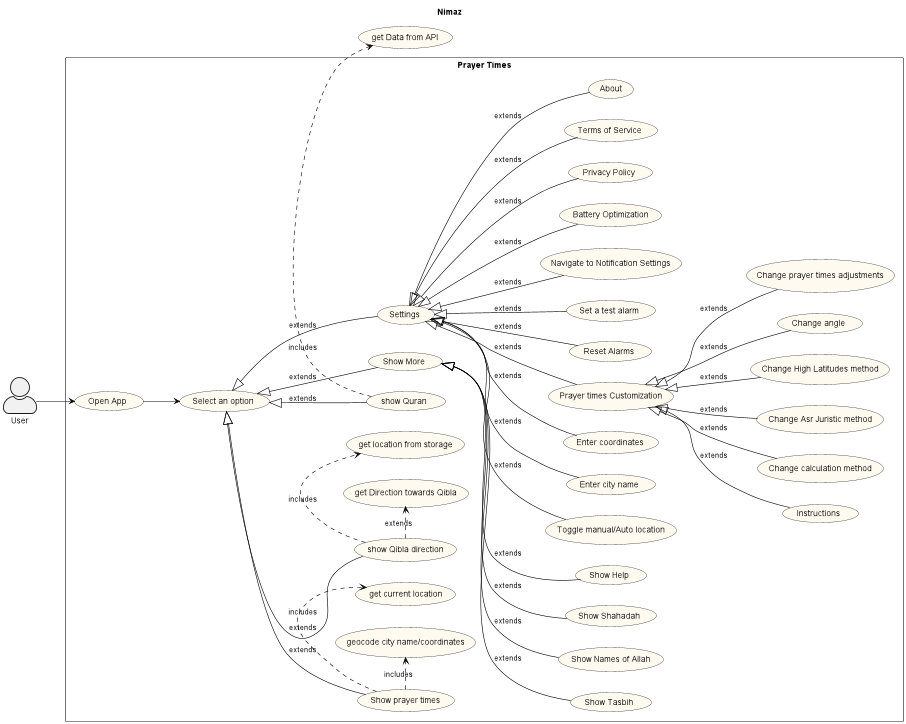 Nimaz
get Data from API
Prayer Times
About
extends
Terms of Service
extends
Privacy Policy
extends
Battery Optimization
extends
Navigate to Notification Settings
extends
Change prayer times adjustments
Settings
extends
Set a test alarm
extends
Change angle
extends
includes
extends
Reset Alarms
extends
extends
Show More
extends
Change High Latitudes method
extends
extends
Prayer times Customization
extends
User
Open App
Select an option
extends
show Quran
extends
Change Asr Juristic method
get location from storage
extends
Enter coordinates
extends
Change calculation method
includes
get Direction towards Qibla
extends
Enter city name
extends
Instructions
extends
show Qibla direction
extends
Toggle manual/Auto location
get current location
extends
Show Help
includes
extends
geocode city name/coordinates
extends
Show Shahadah
extends
includes
extends
Show Names of Allah
Show prayer times
extends
Show Tasbih